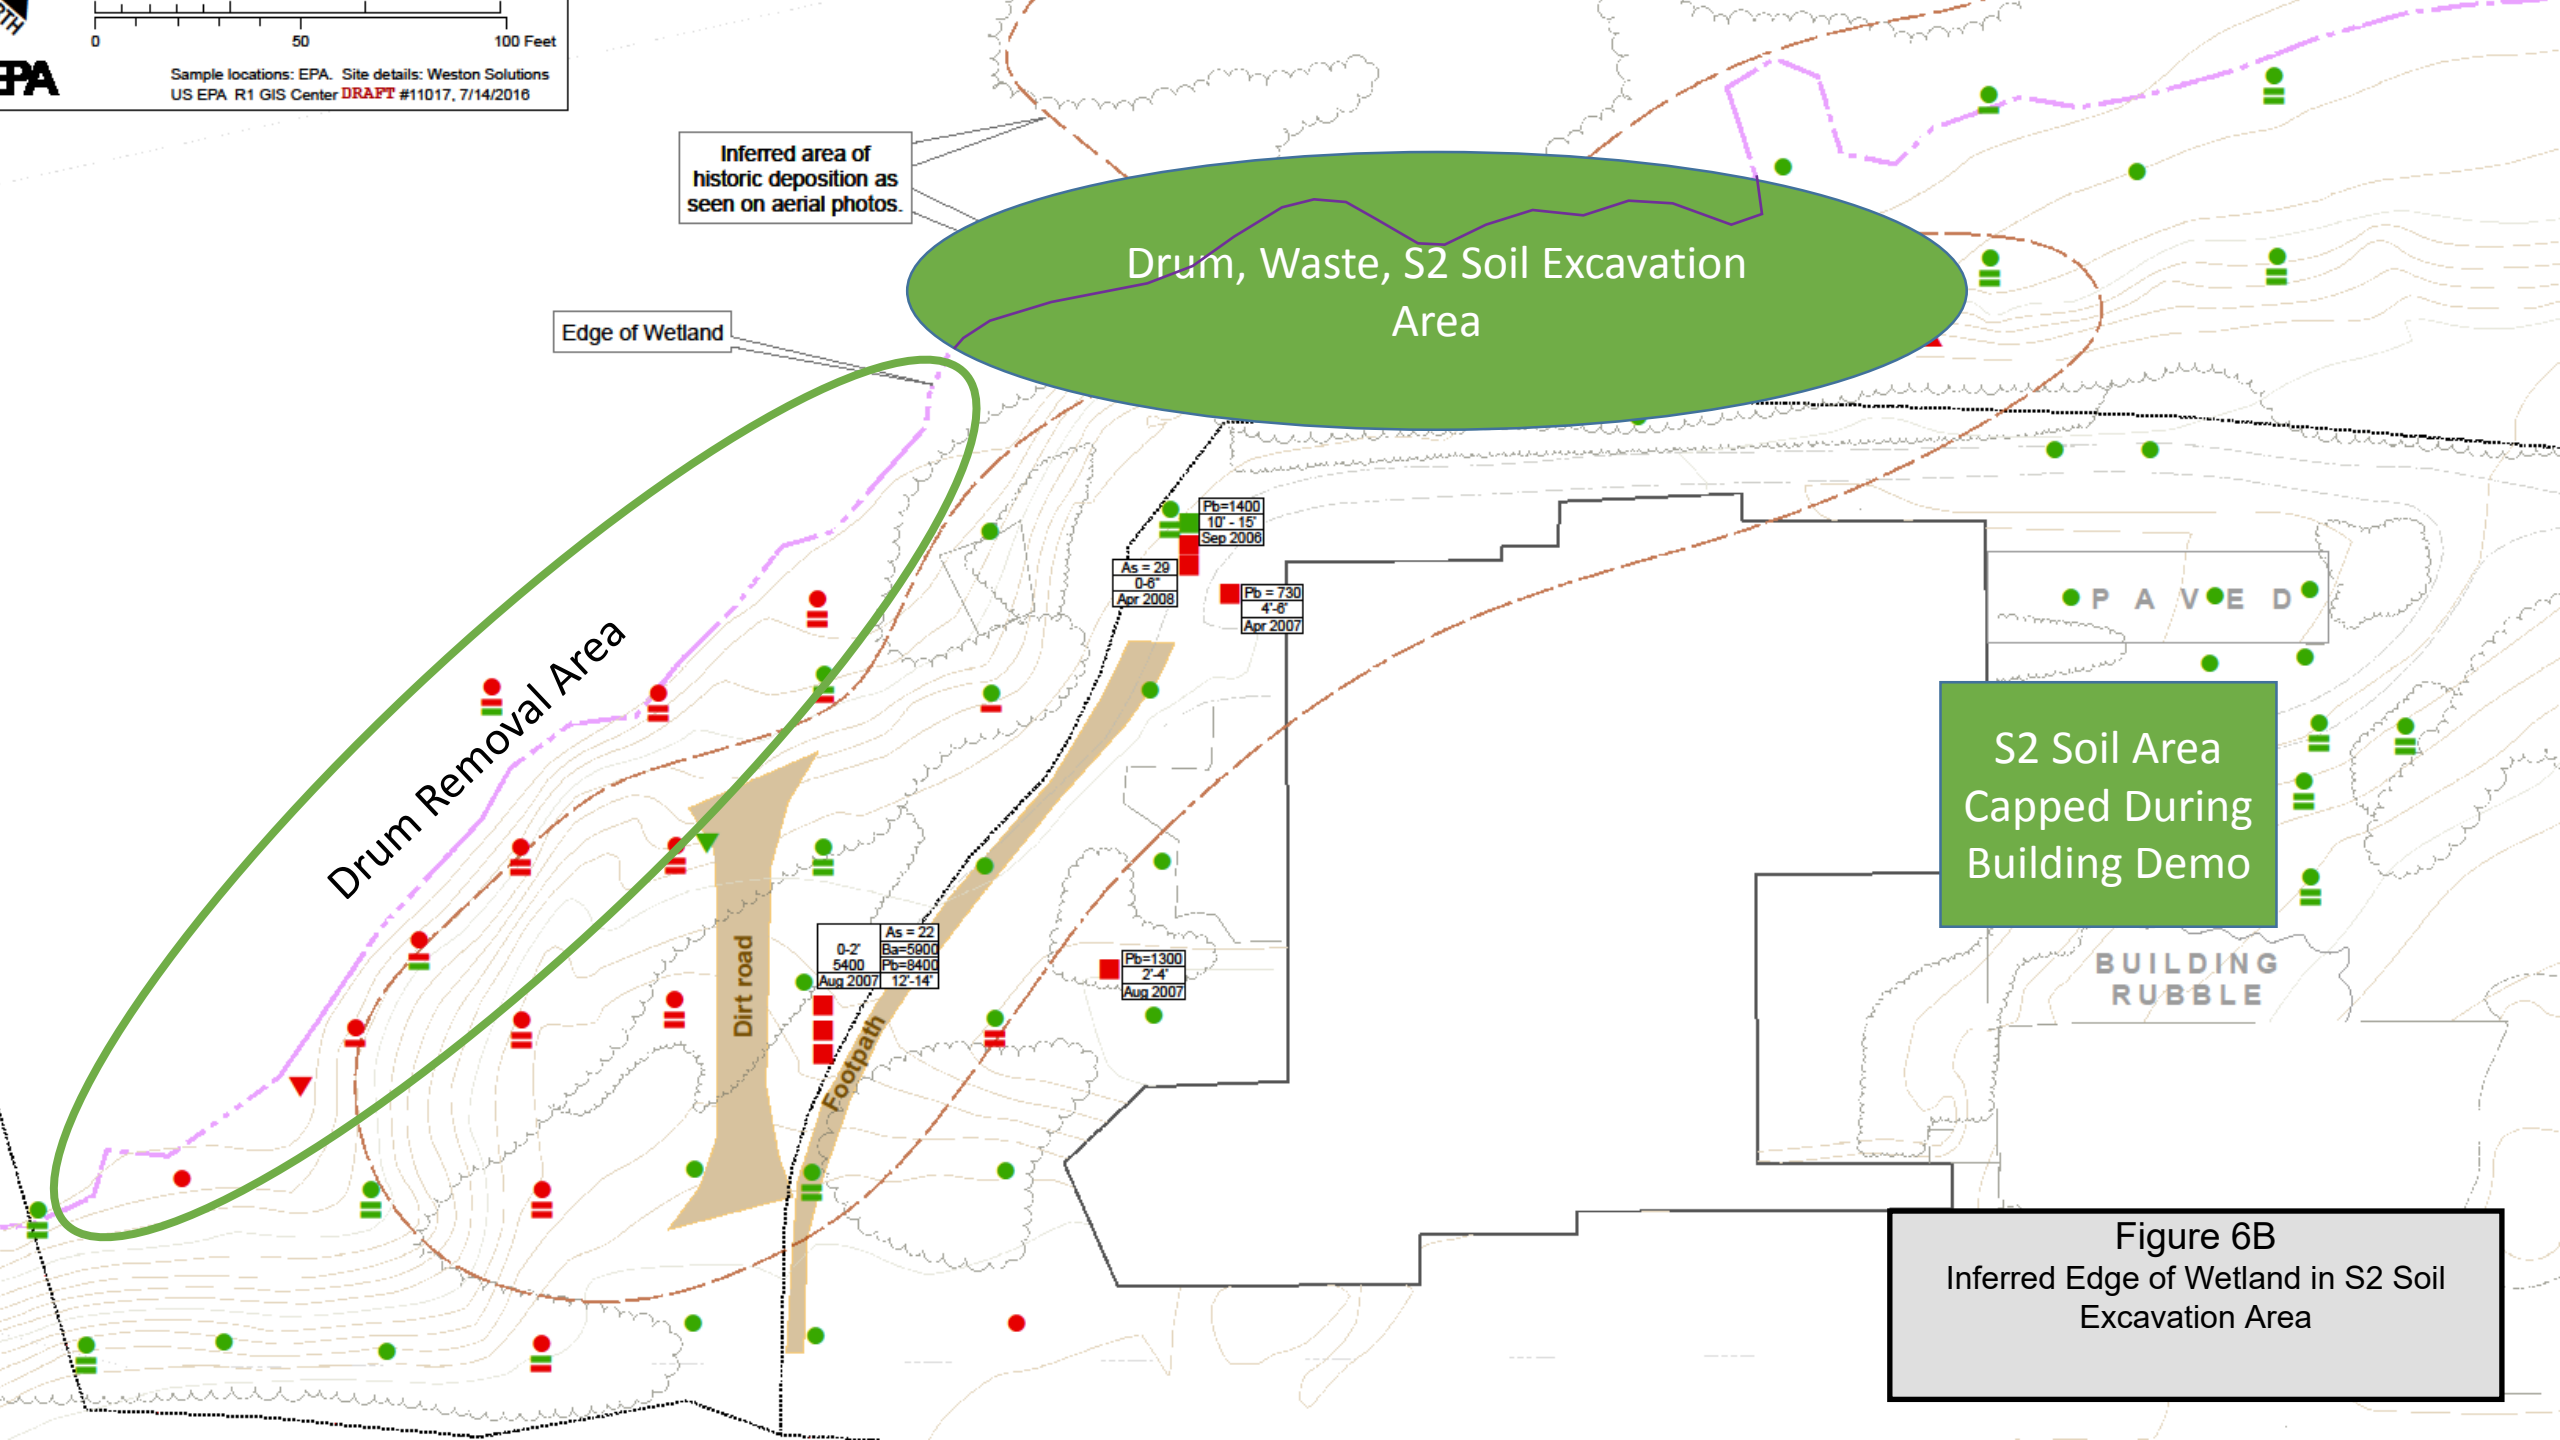 0 50 100 Feet
Sample locations: EPA. Site details: Weston Solutions
US EPA R1 GIS Center DRAFT #11017, 7/14/2016
Inferred area of
historic deposition as
seen on aerial photos.
Drum, Waste, S2 Soil Excavation
Area
Edge of Wetland
Drum Removal Area
Pb=1400
10' - 15'
Sep 2006
As = 29
0-6"
Apr 2008
Pb = 730
4'-6'
Apr 2007
P A V E D
S2 Soil Area
Capped During
Building Demo
0-2'
5400
Aug 2007
As = 22
Ba=5900
Pb=8400
12'-14'
Pb=1300
2'-4'
Aug 2007
Dirt road
Footpath
BUILDING
RUBBLE
Figure 6B
Inferred Edge of Wetland in S2 Soil
Excavation Area